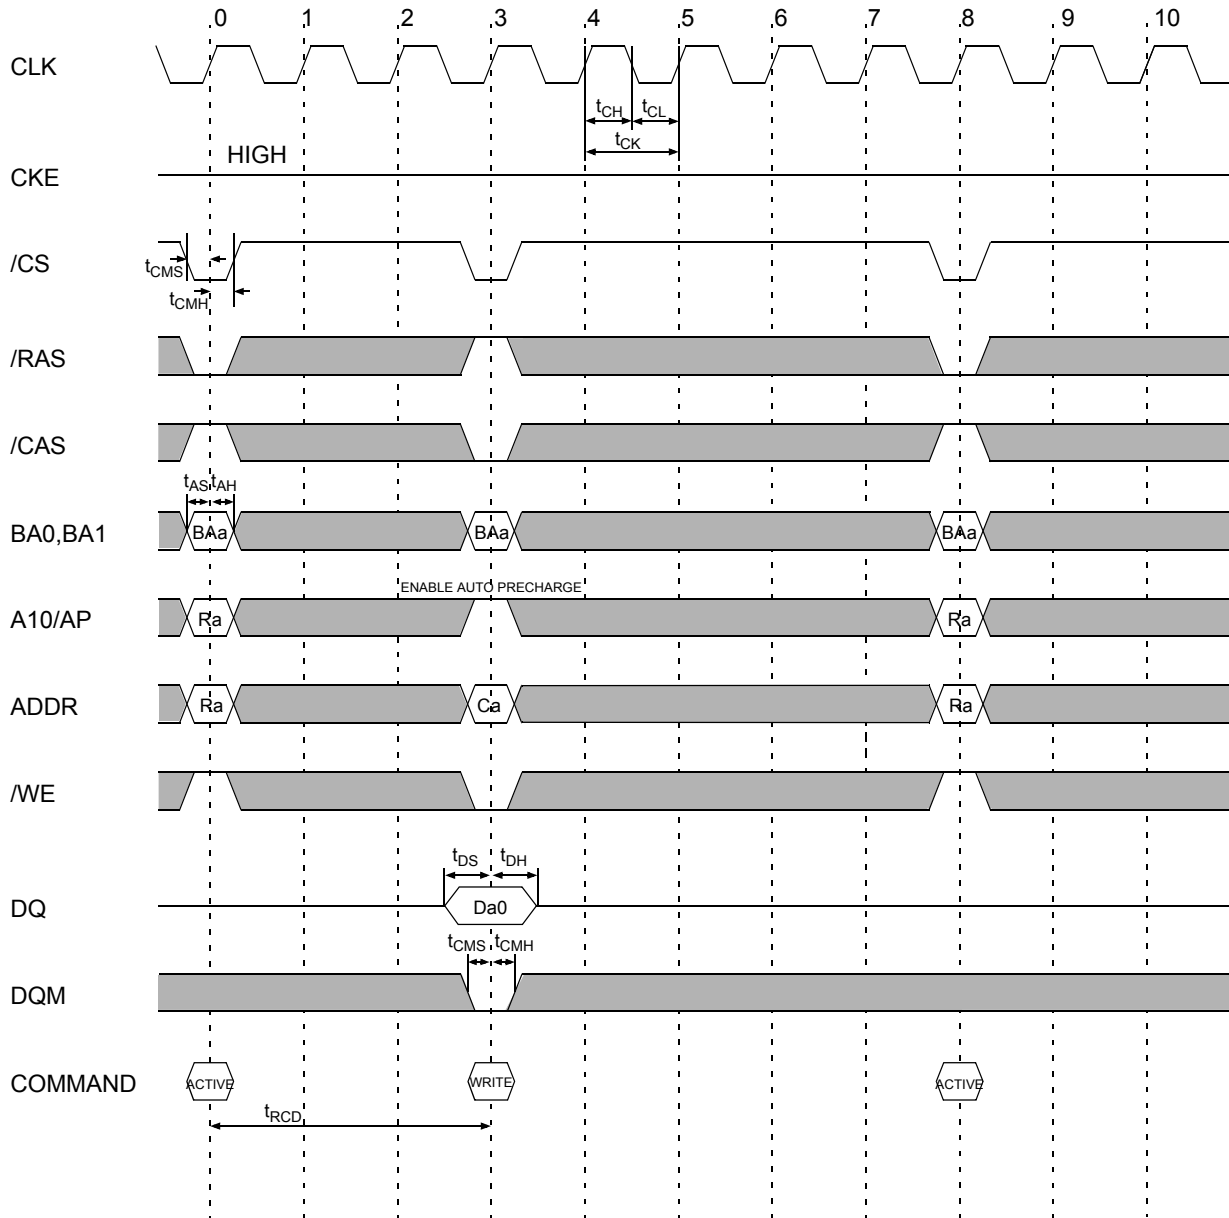 0 1 2 3 4 5 6 7 8 9 10
CLK
tCH tCL
tCK
HIGH
CKE
/CS
tCMS
tCMH
/RAS
/CAS
tAS tAH
BA0,BA1 BAa BAa BAa
ENABLE AUTO PRECHARGE
A10/AP Ra Ra
ADDR Ra Ca Ra
/WE
tDS tDH
DQ Da0
tCMS tCMH
DQM
COMMAND ACTIVE WRITE ACTIVE
tRCD